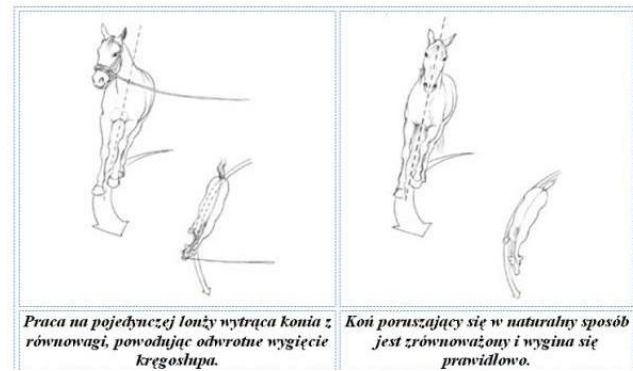 Praca na pojedynczej lonży wytrąca konia z
równowagi, powodując odwrotne wygięcie
kręgosłupa.
Koń poruszający się w naturalny sposób
jest zrównoważony i wygina się
prawidłowo.